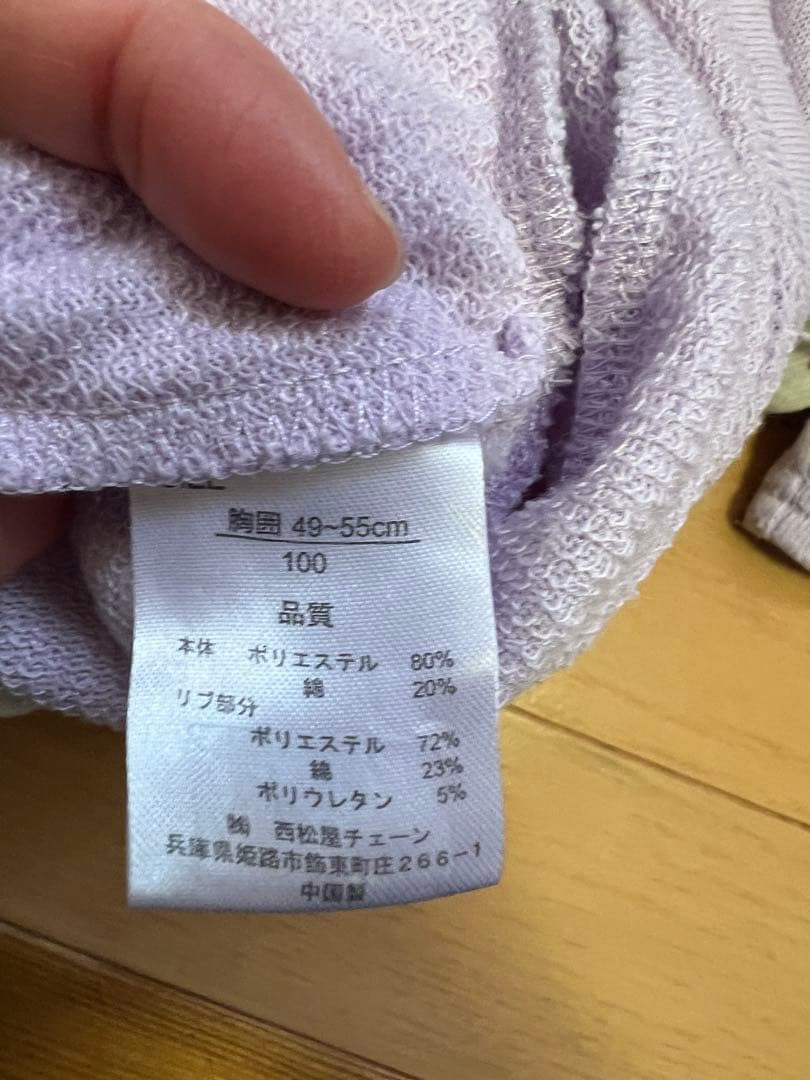 胸囲 49~55cm
100
品質
本体 ポリエステル 80%
綿 20%
リブ部分
ポリエステル 72%
綿 23%
ポリウレタン 5%
㈱ 西松屋チェーン
兵庫県姫路市飾東町庄266-1
中国製